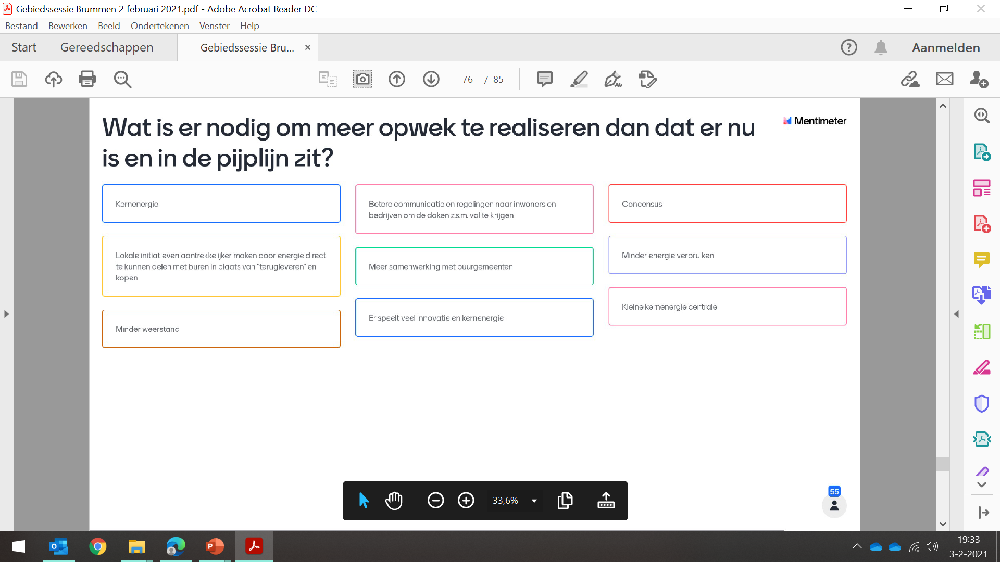 Gebiedssessie Brummen 2 februari 2021.pdf - Adobe Acrobat Reader DC
Bestand Bewerken Beeld Ondertekenen Venster Help
Start Gereedschappen Gebiedssessie Bru... × Aanmelden
76 / 85
Wat is er nodig om meer opwek te realiseren dan dat er nu
is en in de pijplijn zit?
Mentimeter
Kernenergie
Lokale initiatieven aantrekkelijker maken door energie direct
te kunnen delen met buren in plaats van "terugleveren" en
kopen
Minder weerstand
Betere communicatie en regelingen naar inwoners en
bedrijven om de daken z.s.m. vol te krijgen
Meer samenwerking met buurgemeenten
Er speelt veel innovatie en kernenergie
Concensus
Minder energie verbruiken
Kleine kernenergie centrale
33,6%
55
19:33
3-2-2021